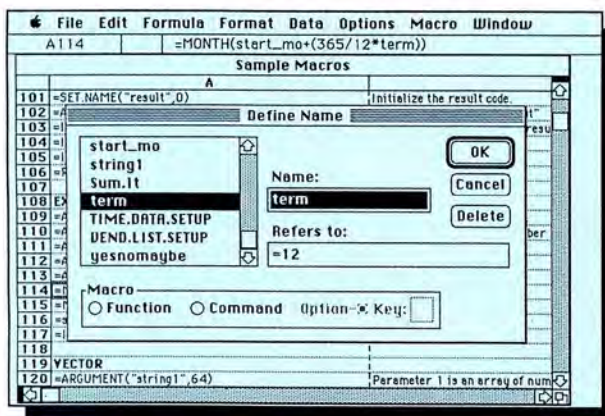 File Edit Formula Format Data Options Macro Window
A114 =MONTH(start_mo+(365/12*term))
Sample Macros
A
101 =SET.NAME("result",0) Initialize the result code.
102 =A
Define Name
103 =I
104 =I
105 =I
106
107
108 EX
109 =A
110 =A
111 =A
112 =A
113 =A
114
115
116 =s
117 =I
start_mo
string1
Sum.It
term
TIME.DATA.SETUP
VEND.LIST.SETUP
yesnomaybe
Name:
term
Refers to:
=12
OK
Cancel
Delete
Macro
Function Command Option-⌘ Key:
118
119 VECTOR
120 =ARGUMENT("string1",64) Parameter 1 is an array of num